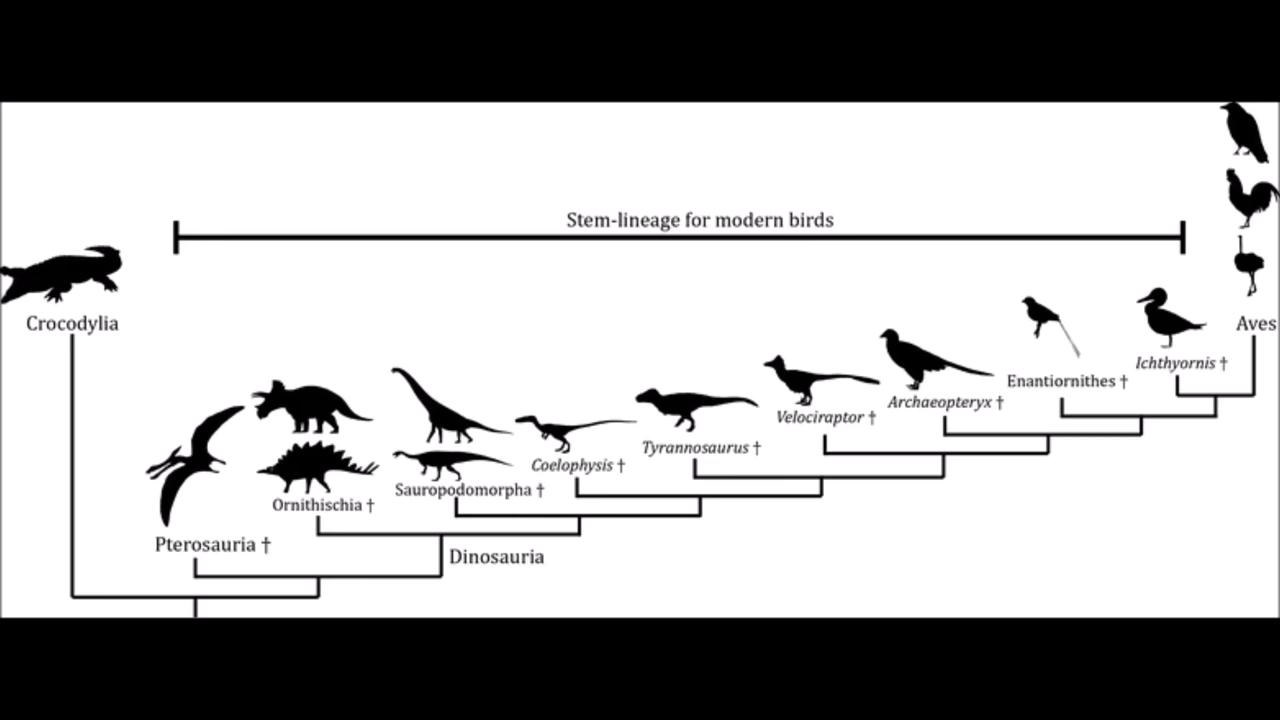 Stem-lineage for modern birds
Crocodylia
Aves
Ichthyornis †
Enantiornithes †
Archaeopteryx †
Velociraptor †
Tyrannosaurus †
Coelophysis †
Sauropodomorpha †
Ornithischia †
Pterosauria †
Dinosauria